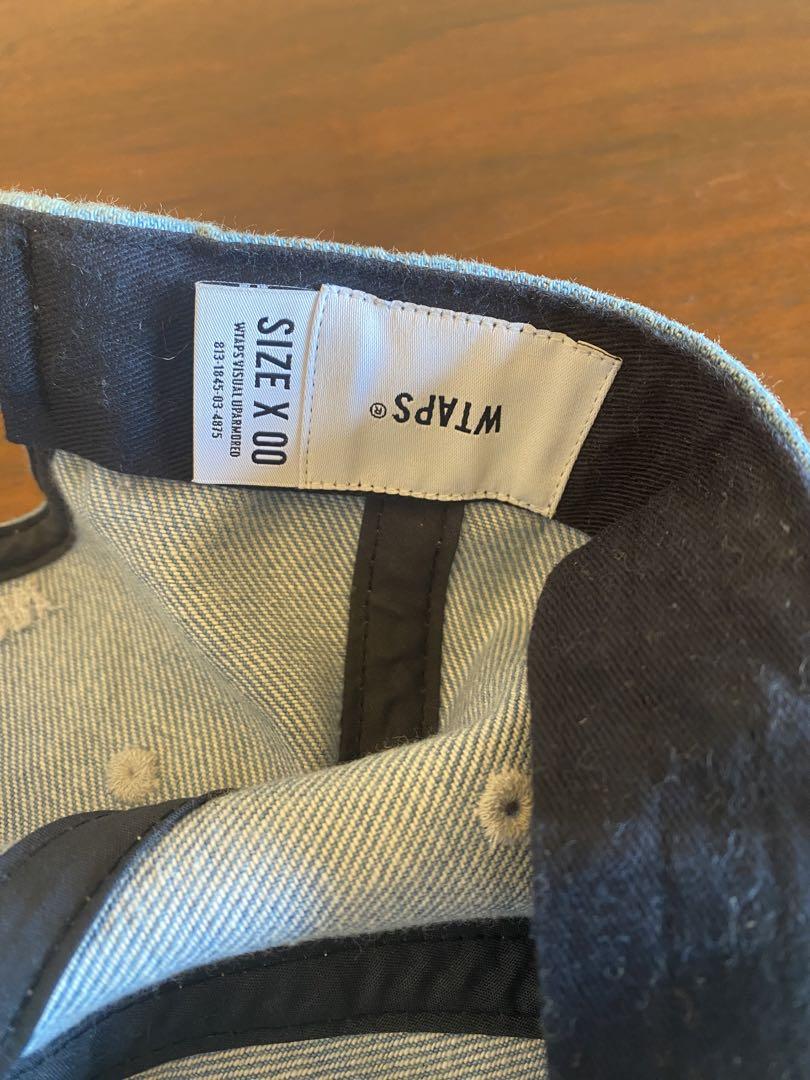 WTAPS®
SIZE X 00
WTAPS VISUAL UPARMORED
813-1845-03-4875